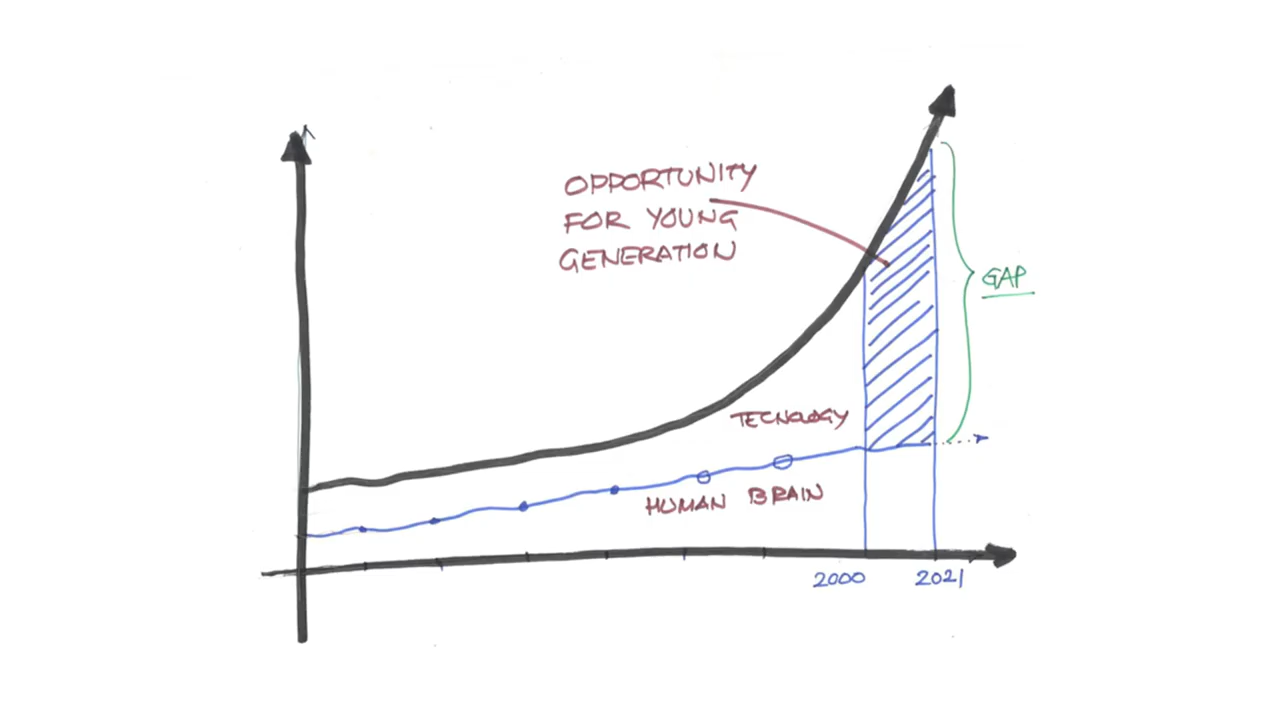 OPPORTUNITY
FOR YOUNG
GENERATION
GAP
TECNOLOGY
HUMAN BRAIN
2000
2021